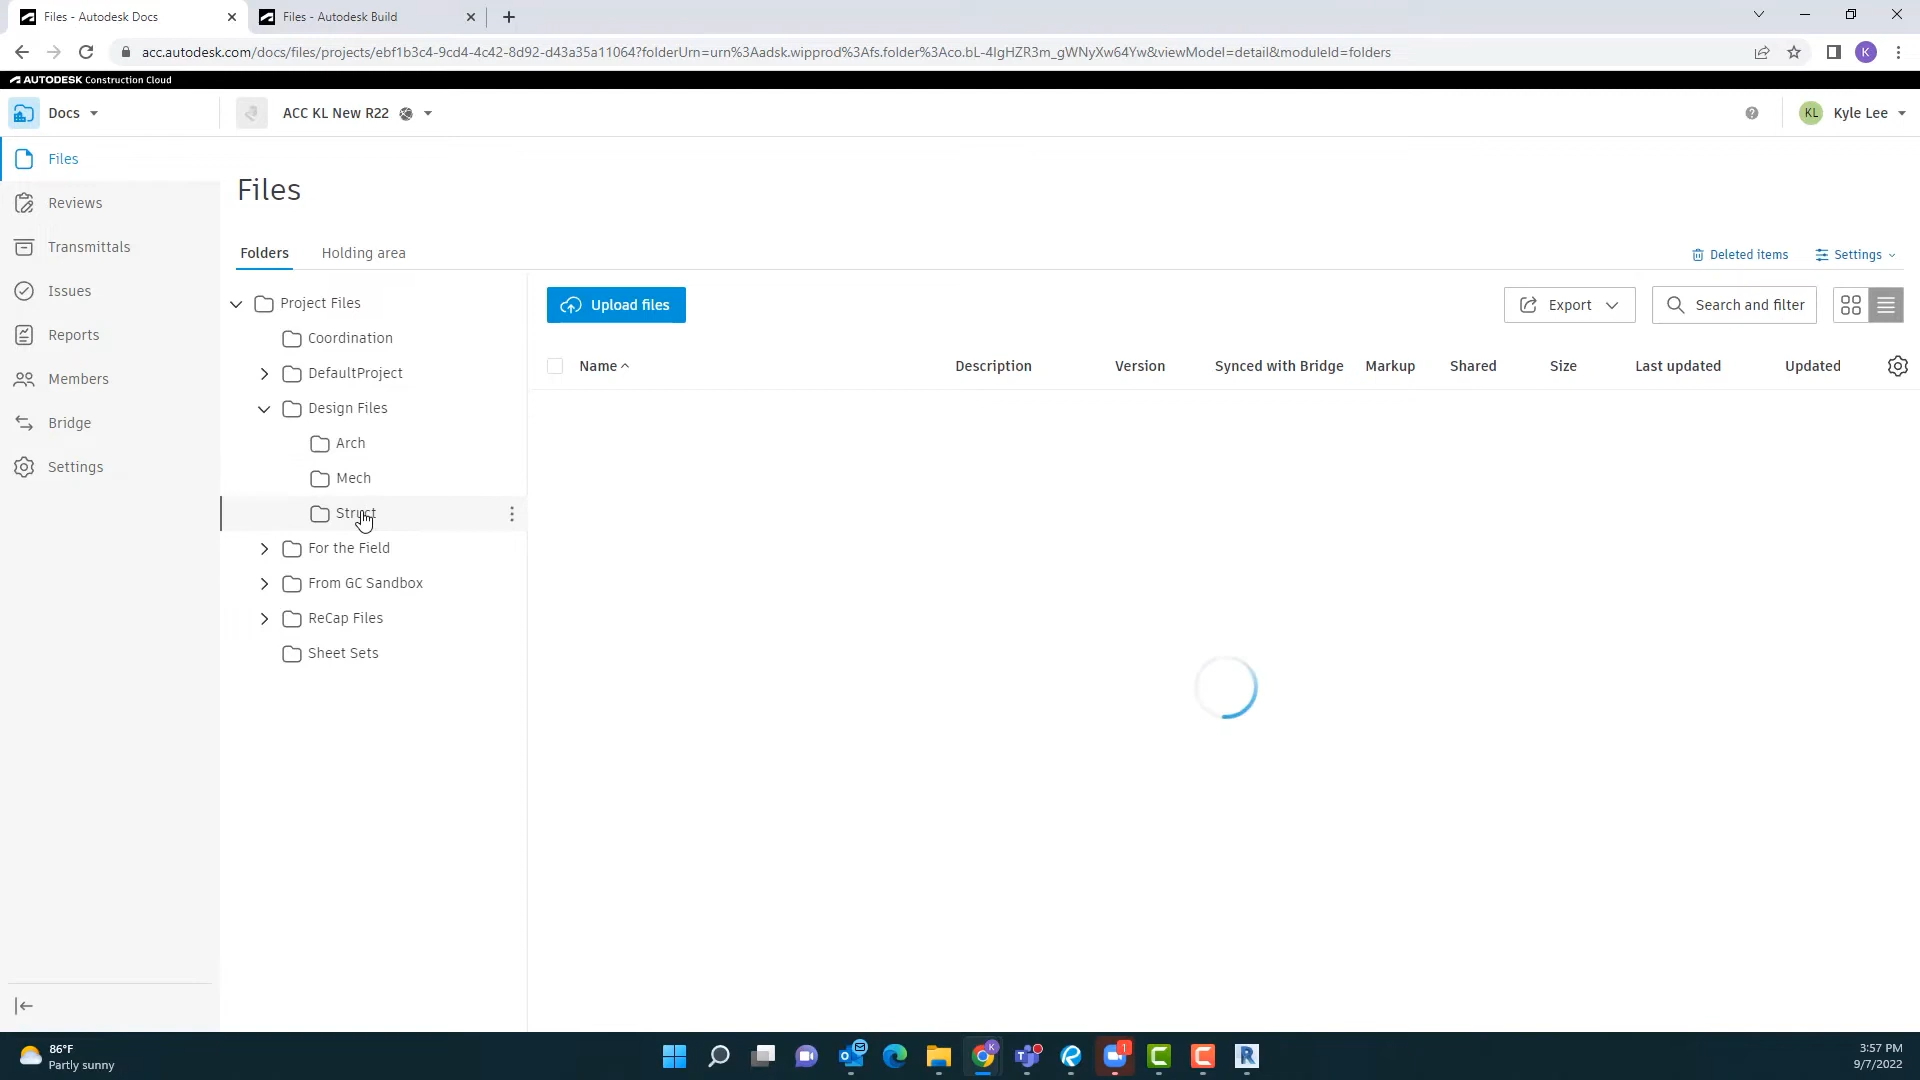 Files - Autodesk Docs
Files - Autodesk Build
acc.autodesk.com/docs/files/projects/ebf1b3c4-9cd4-4c42-8d92-d43a35a11064?folderUrn=urn%3Aadsk.wipprod%3Afs.folder%3Aco.bL-4IgHZR3m_gWNyXw64Yw&viewModel=detail&moduleId=folders
K
AUTODESK Construction Cloud
Docs
ACC KL New R22
KL Kyle Lee
Files
Reviews
Transmittals
Issues
Reports
Members
Bridge
Settings
Files
Folders
Holding area
Deleted items
Settings
Project Files
Coordination
DefaultProject
Design Files
Arch
Mech
Struct
For the Field
From GC Sandbox
ReCap Files
Sheet Sets
Upload files
Export
Search and filter
Name Description Version Synced with Bridge Markup Shared Size Last updated Updated
86°F
Partly sunny
K
1
3:57 PM
9/7/2022